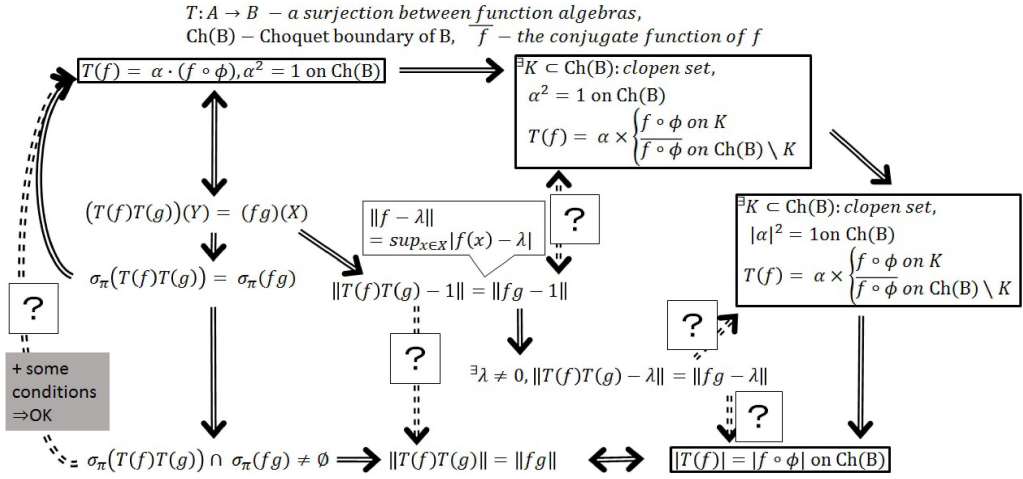 T: A → B – a surjection between function algebras,
Ch(B) – Choquet boundary of B, f̅ – the conjugate function of f
T(f) = α · (f ∘ ϕ), α² = 1 on Ch(B)
∃K ⊂ Ch(B): clopen set,
α² = 1 on Ch(B)
T(f) = α × { f ∘ ϕ on K
f ∘ ϕ̅ on Ch(B) \ K
(T(f)T(g))(Y) = (fg)(X)
‖f − λ‖
= sup_{x∈X}|f(x) − λ|
?
∃K ⊂ Ch(B): clopen set,
|α|² = 1on Ch(B)
T(f) = α × { f ∘ ϕ on K
f ∘ ϕ̅ on Ch(B) \ K
σ_π(T(f)T(g)) = σ_π(fg)
‖T(f)T(g) − 1‖ = ‖fg − 1‖
?
?
?
+ some
conditions
⇒OK
∃λ ≠ 0, ‖T(f)T(g) − λ‖ = ‖fg − λ‖
?
σ_π(T(f)T(g)) ∩ σ_π(fg) ≠ ∅
‖T(f)T(g)‖ = ‖fg‖
|T(f)| = |f ∘ ϕ| on Ch(B)